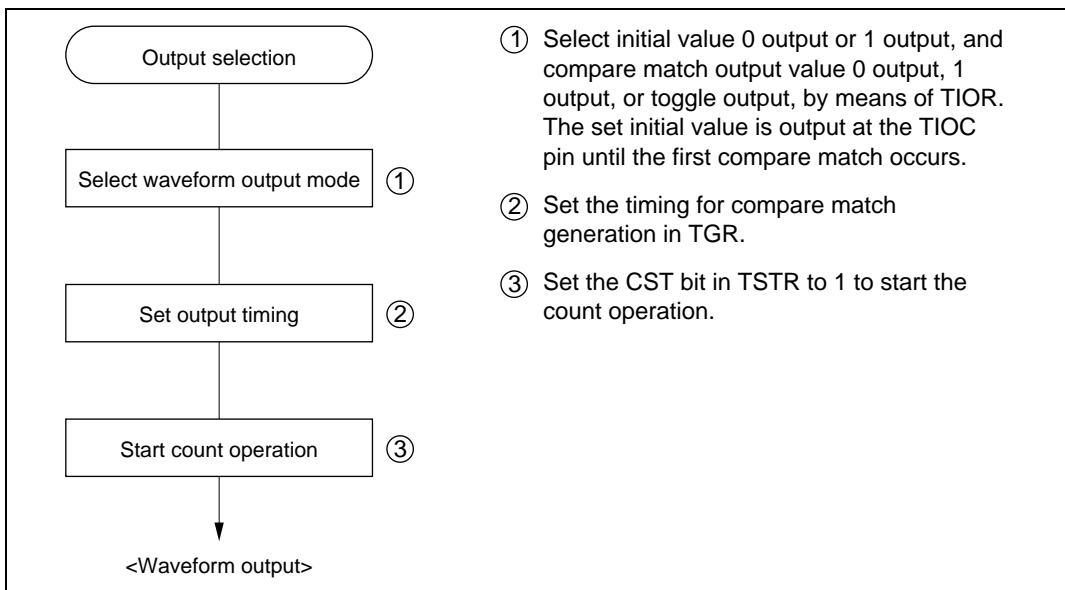 Output selection
Select waveform output mode ①
Set output timing ②
Start count operation ③
<Waveform output>
① Select initial value 0 output or 1 output, and
compare match output value 0 output, 1
output, or toggle output, by means of TIOR.
The set initial value is output at the TIOC
pin until the first compare match occurs.
② Set the timing for compare match
generation in TGR.
③ Set the CST bit in TSTR to 1 to start the
count operation.